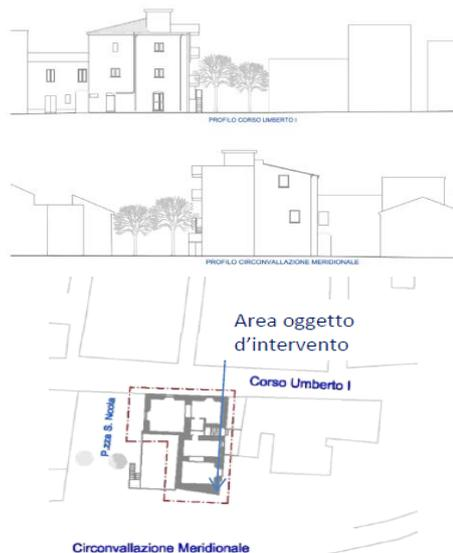 PROFILO CORSO UMBERTO I
PROFILO CIRCONVALLAZIONE MERIDIONALE
Area oggetto
d'intervento
Corso Umberto I
P.zza S. Nicola
Circonvallazione Meridionale